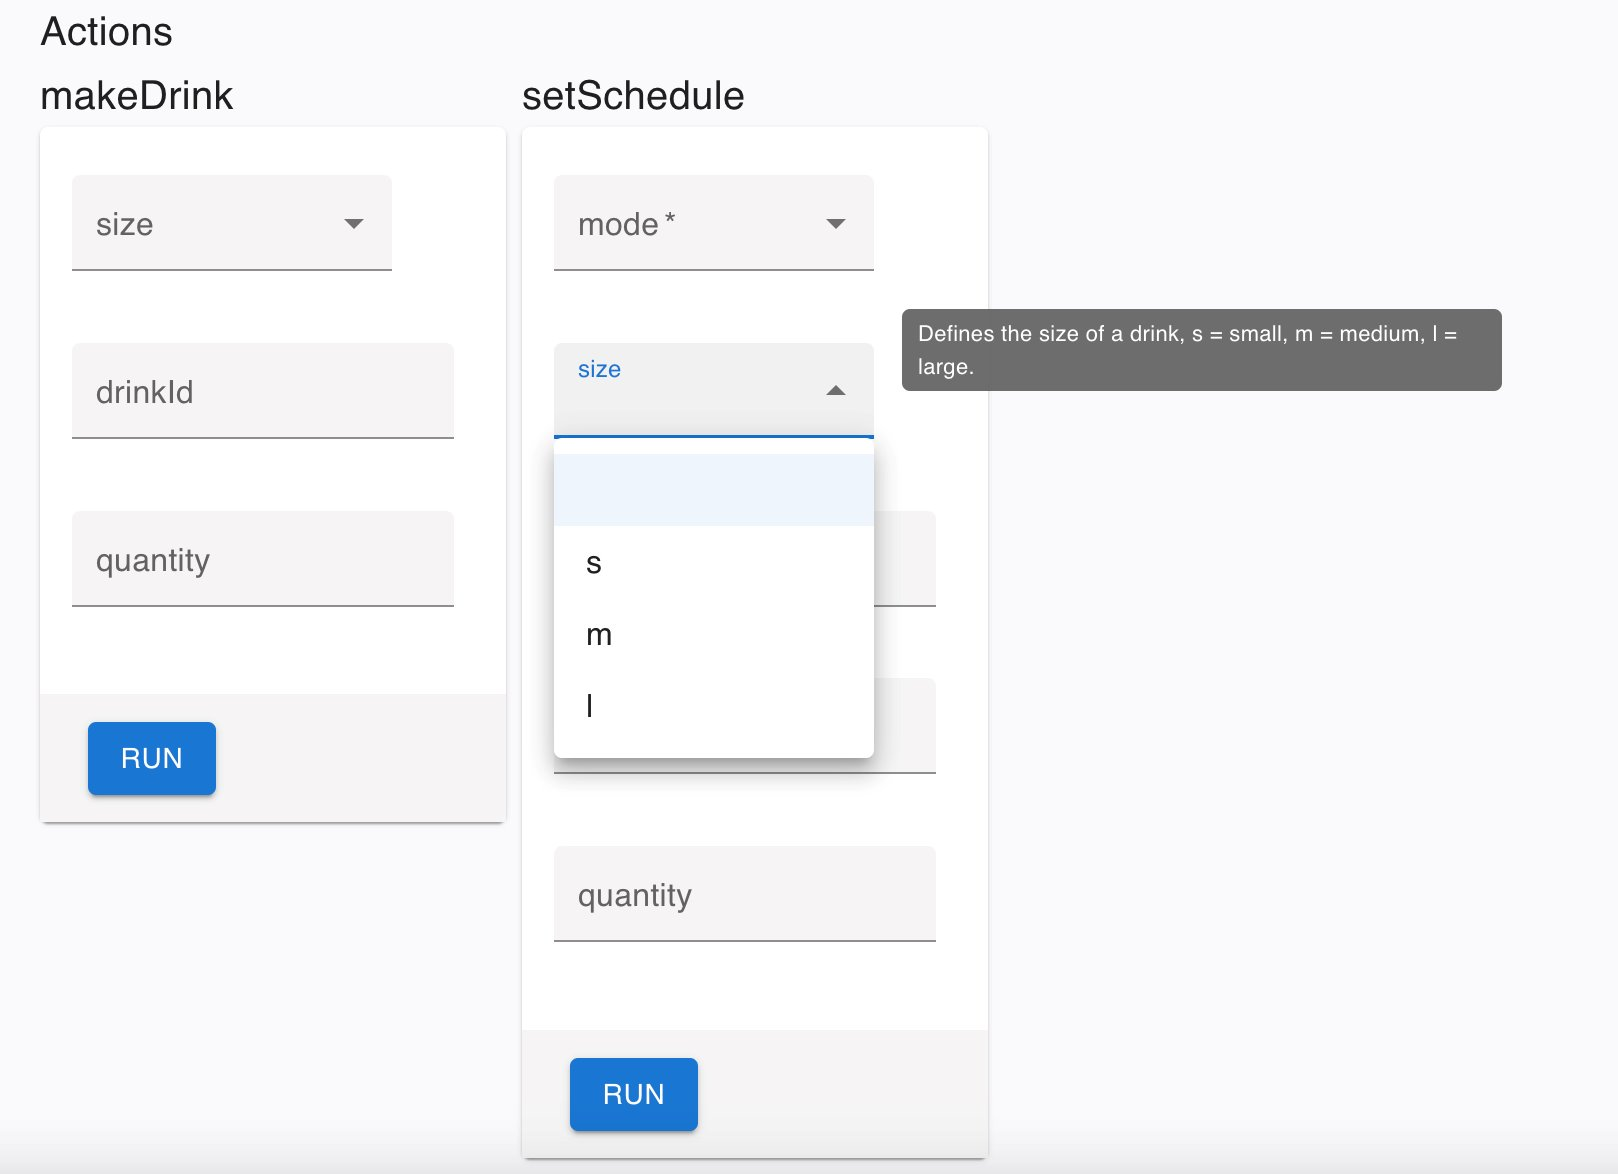 Actions
makeDrink
size
drinkId
quantity
RUN
setSchedule
mode *
size
Defines the size of a drink, s = small, m = medium, l =
large.
s
m
l
quantity
RUN